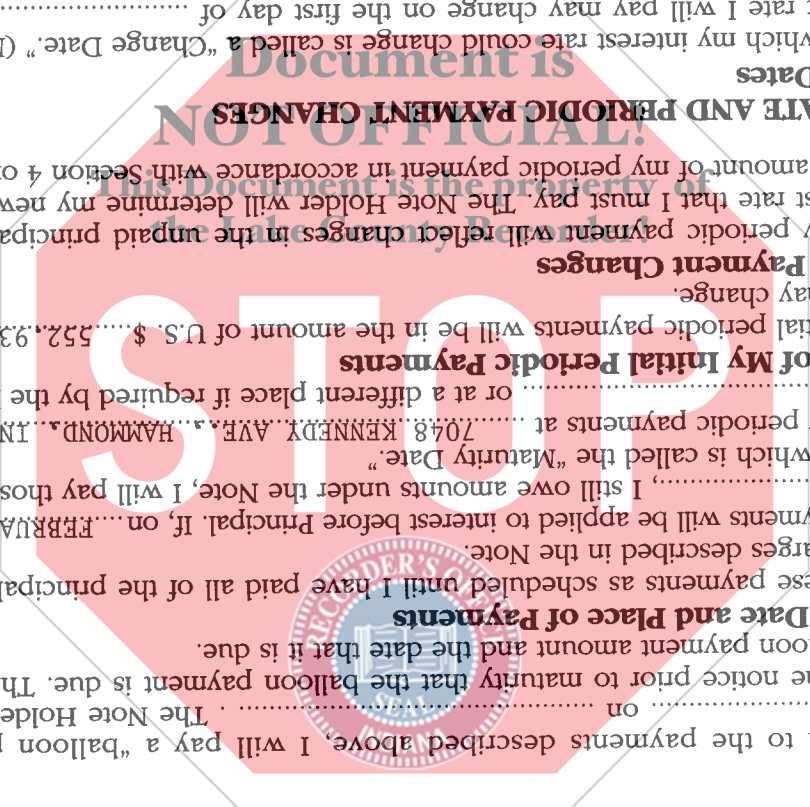 to the payments described above, I will pay a “balloon
on . The Note Holde
e notice prior to maturity that the balloon payment is due. Th
oon payment amount and the date that it is due.
Date and Place of Payments
ese payments as scheduled until I have paid all of the principal
arges described in the Note.
yments will be applied to interest before Principal. If, on.....FEBRUA
, I still owe amounts under the Note, I will pay thos
which is called the “Maturity Date.”
periodic payments at 7048 KENNEDY AVE., HAMMOND, IN
or at a different place if required by the
of My Initial Periodic Payments
tial periodic payments will be in the amount of U.S. $.....552.93
ay change.
Payment Changes
y periodic payment will reflect changes in the unpaid principa
st rate that I must pay. The Note Holder will determine my new
amount of my periodic payment in accordance with Section 4 o
ATE AND PERIODIC PAYMENT CHANGES
Dates
which my interest rate could change is called a “Change Date.”
t rate I will pay may change on the first day of
Document is
NOT OFFICIAL!
This Document is the property of
the Lake County Recorder!
STOP
RECORDER'S OFFICE
SEAL
INDIANA